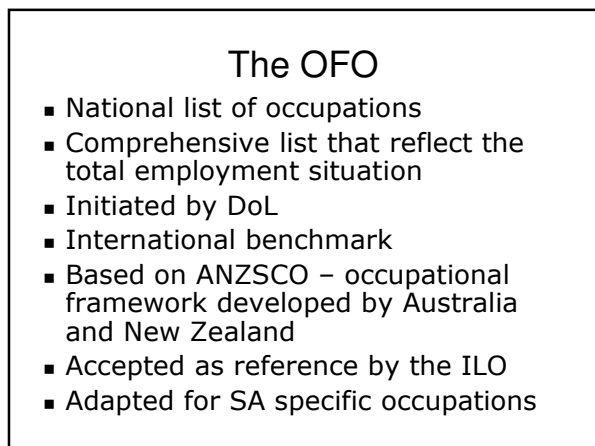 The OFO
▪ National list of occupations
▪ Comprehensive list that reflect the
total employment situation
▪ Initiated by DoL
▪ International benchmark
▪ Based on ANZSCO – occupational
framework developed by Australia
and New Zealand
▪ Accepted as reference by the ILO
▪ Adapted for SA specific occupations